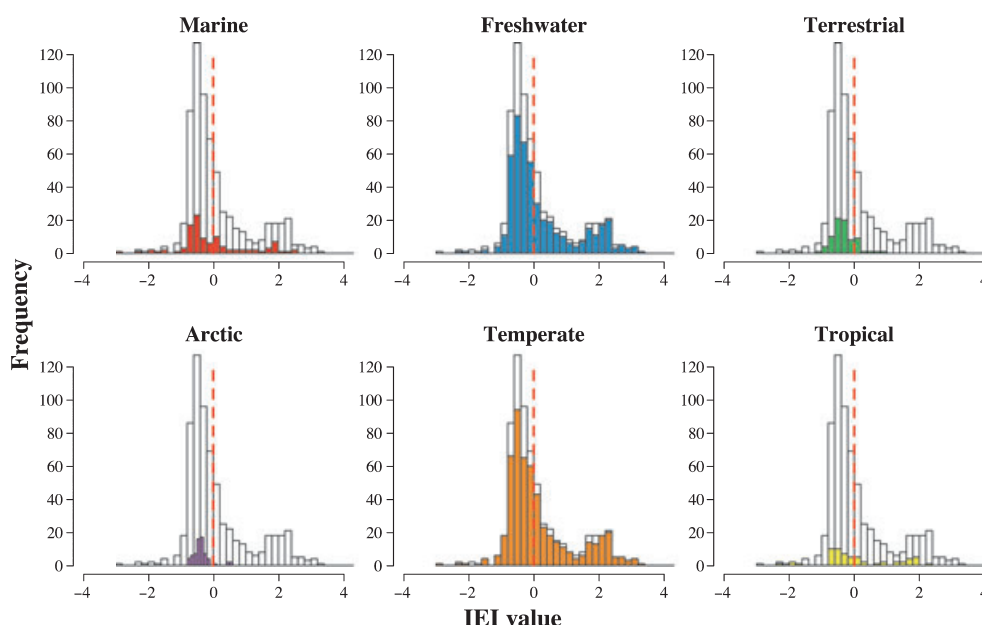 Marine Freshwater Terrestrial
120 120 120
100 100 100
80 80 80
60 60 60
40 40 40
20 20 20
0 0 0
−4 −2 0 2 4 −4 −2 0 2 4 −4 −2 0 2 4
Frequency
Arctic Temperate Tropical
120 120 120
100 100 100
80 80 80
60 60 60
40 40 40
20 20 20
0 0 0
−4 −2 0 2 4 −4 −2 0 2 4 −4 −2 0 2 4
IEI value